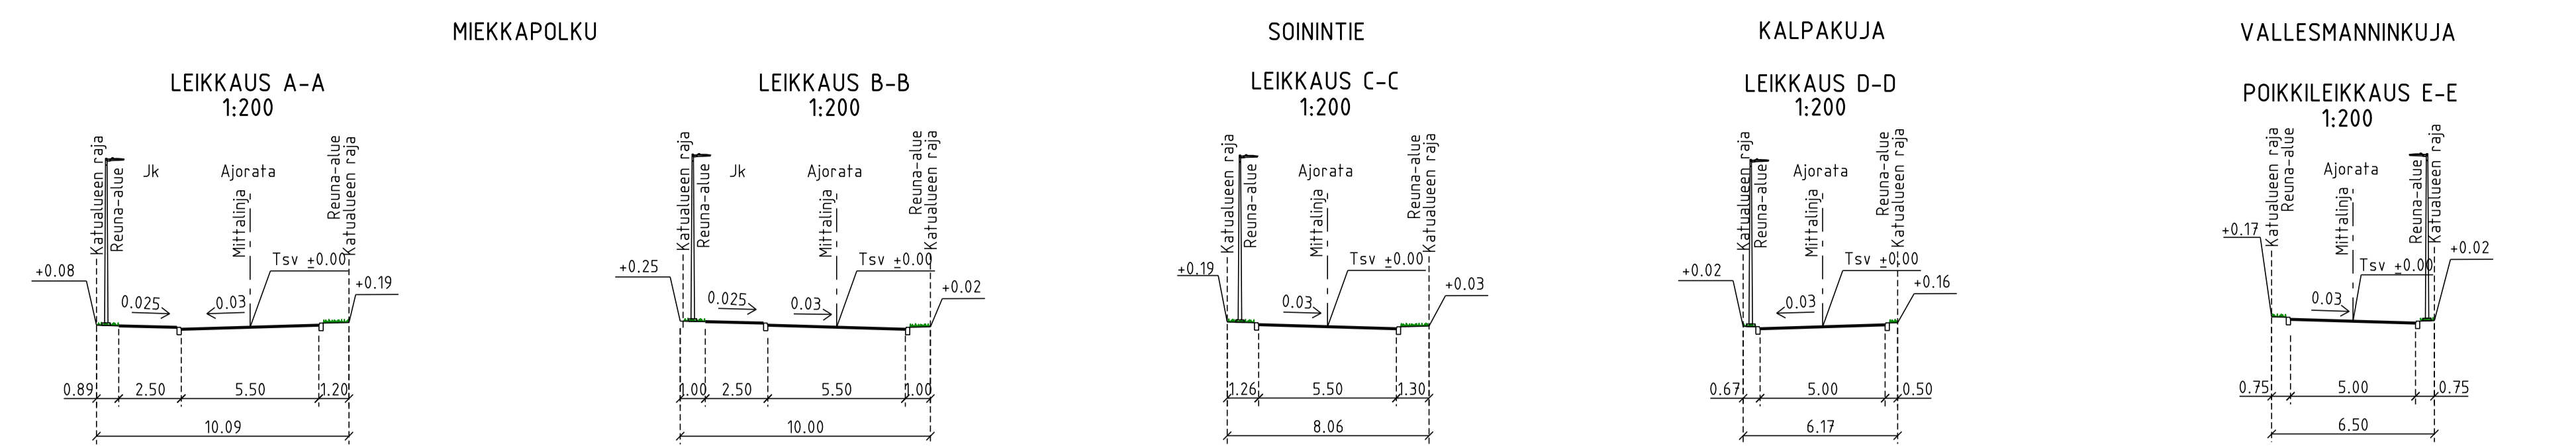 MIEKKAPOLKU
LEIKKAUS A-A
1:200
Katualueen raja
Reuna-alue
Jk
Ajorata
Mittalinja
Reuna-alue
Katualueen raja
Tsv ±0.00
+0.08
+0.19
0.025
0.03
0.89
2.50
5.50
1.20
10.09
LEIKKAUS B-B
1:200
Katualueen raja
Reuna-alue
Jk
Ajorata
Mittalinja
Reuna-alue
Katualueen raja
Tsv ±0.00
+0.25
+0.02
0.025
0.03
1.00
2.50
5.50
1.00
10.00
SOININTIE
LEIKKAUS C-C
1:200
Katualueen raja
Reuna-alue
Ajorata
Mittalinja
Reuna-alue
Katualueen raja
Tsv ±0.00
+0.19
+0.03
0.03
1.26
5.50
1.30
8.06
KALPAKUJA
LEIKKAUS D-D
1:200
Katualueen raja
Reuna-alue
Ajorata
Mittalinja
Reuna-alue
Katualueen raja
Tsv ±0.00
+0.02
+0.16
0.03
0.67
5.00
0.50
6.17
VALLESMANNINKUJA
POIKKILEIKKAUS E-E
1:200
Katualueen raja
Reuna-alue
Ajorata
Mittalinja
Reuna-alue
Katualueen raja
Tsv ±0.00
+0.17
+0.02
0.03
0.75
5.00
0.75
6.50